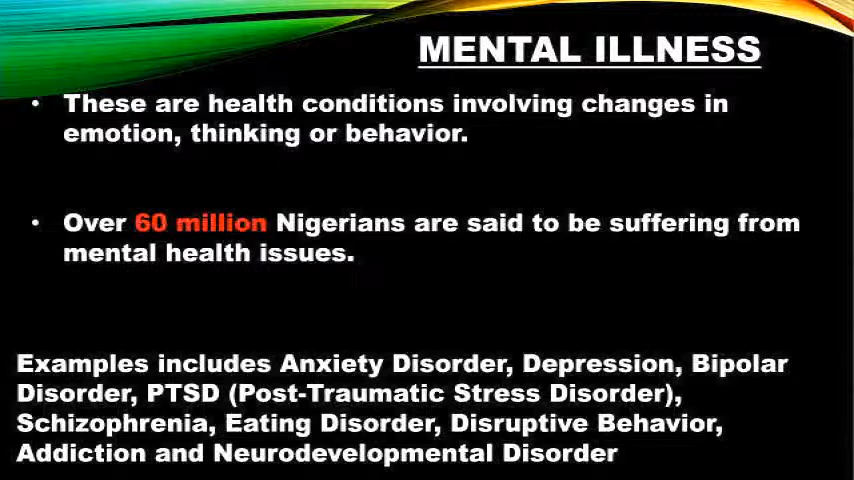 MENTAL ILLNESS
• These are health conditions involving changes in
emotion, thinking or behavior.
• Over 60 million Nigerians are said to be suffering from
mental health issues.
Examples includes Anxiety Disorder, Depression, Bipolar
Disorder, PTSD (Post-Traumatic Stress Disorder),
Schizophrenia, Eating Disorder, Disruptive Behavior,
Addiction and Neurodevelopmental Disorder